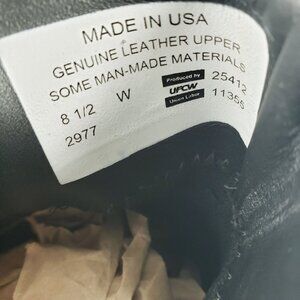 MADE IN USA
GENUINE LEATHER UPPER
SOME MAN-MADE MATERIALS
8 1/2 W Produced by UFCW Union Labor 25412
2977 11365